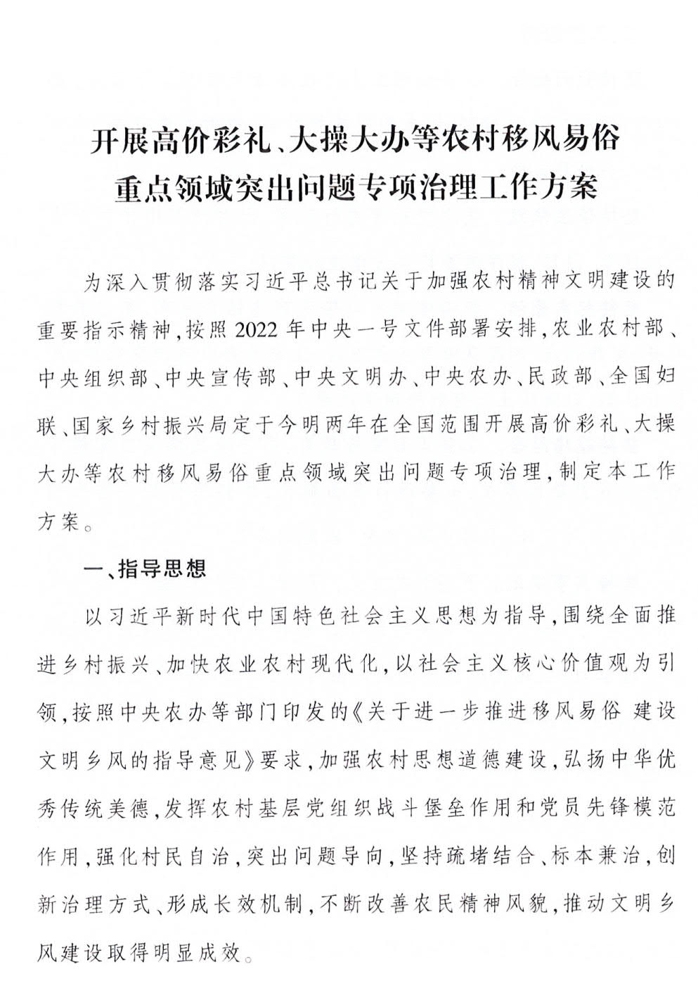 开展高价彩礼、大操大办等农村移风易俗
重点领域突出问题专项治理工作方案
为深入贯彻落实习近平总书记关于加强农村精神文明建设的
重要指示精神,按照2022年中央一号文件部署安排,农业农村部、
中央组织部、中央宣传部、中央文明办、中央农办、民政部、全国妇
联、国家乡村振兴局定于今明两年在全国范围开展高价彩礼、大操
大办等农村移风易俗重点领域突出问题专项治理,制定本工作
方案。
一、指导思想
以习近平新时代中国特色社会主义思想为指导,围绕全面推
进乡村振兴、加快农业农村现代化,以社会主义核心价值观为引
领,按照中央农办等部门印发的《关于进一步推进移风易俗 建设
文明乡风的指导意见》要求,加强农村思想道德建设,弘扬中华优
秀传统美德,发挥农村基层党组织战斗堡垒作用和党员先锋模范
作用,强化村民自治,突出问题导向,坚持疏堵结合、标本兼治,创
新治理方式、形成长效机制,不断改善农民精神风貌,推动文明乡
风建设取得明显成效。